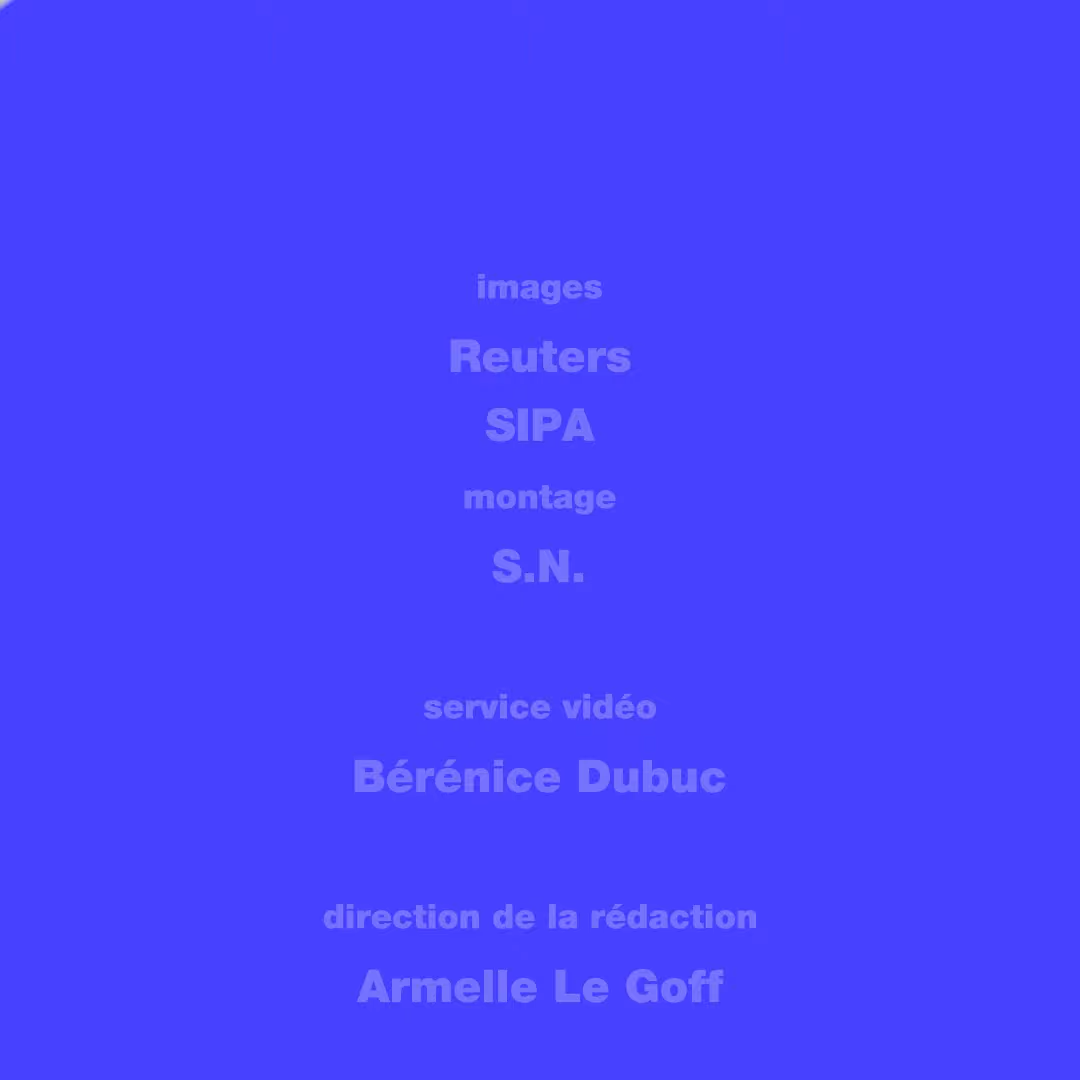 images
Reuters
SIPA
montage
S.N.
service vidéo
Bérénice Dubuc
direction de la rédaction
Armelle Le Goff